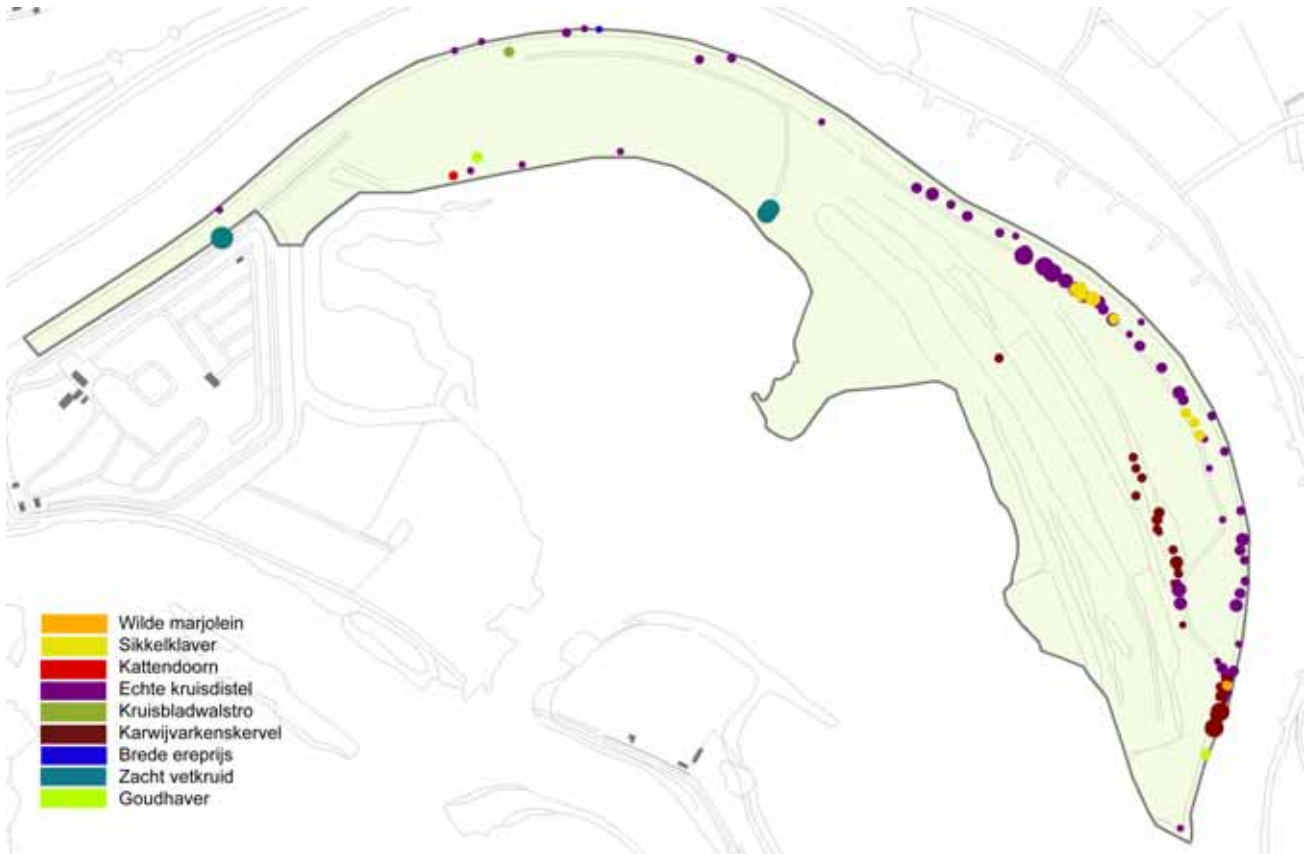 Wilde marjolein
Sikkelklaver
Kattendoorn
Echte kruisdistel
Kruisbladwalstro
Karwijvarkenskervel
Brede ereprijs
Zacht vetkruid
Goudhaver